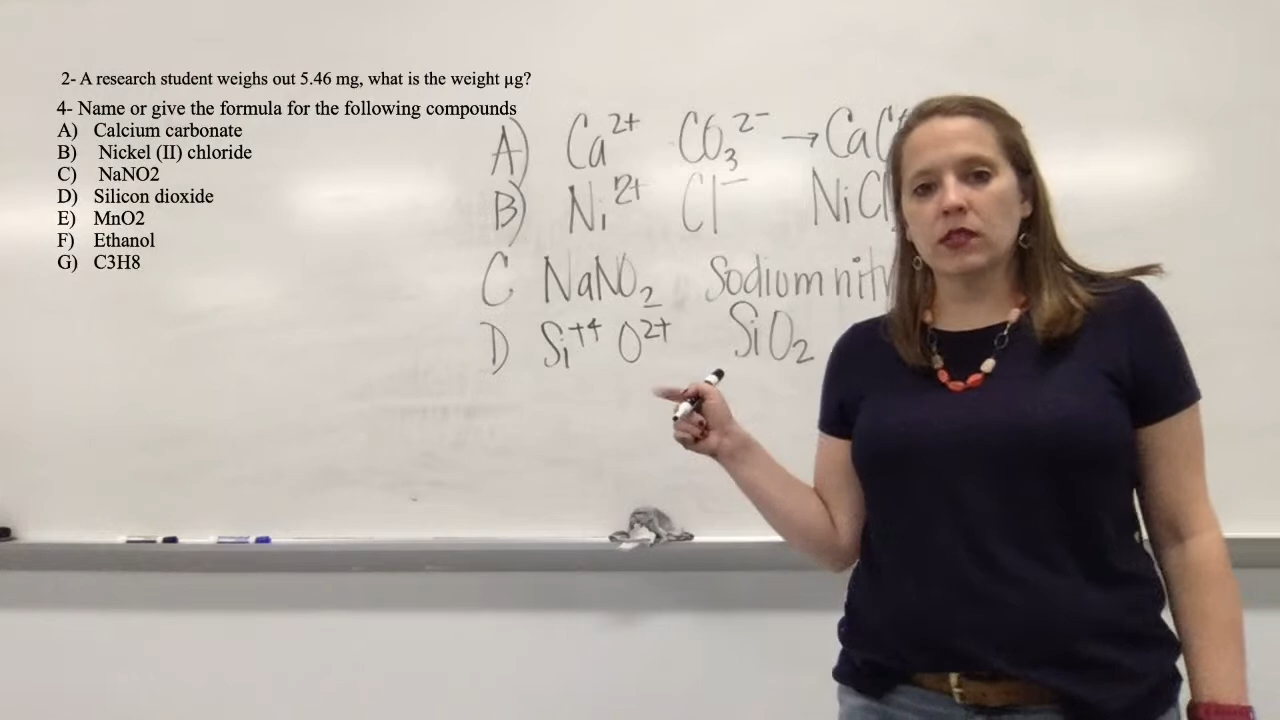 2- A research student weighs out 5.46 mg, what is the weight µg?
4- Name or give the formula for the following compounds
A) Calcium carbonate
B) Nickel (II) chloride
C) NaNO2
D) Silicon dioxide
E) MnO2
F) Ethanol
G) C3H8
A) Ca²⁺ CO₃²⁻ → CaC
B) Ni²⁺ Cl⁻ NiCl
C NaNO₂ Sodium nit
D Si⁺⁴ O²⁺ SiO₂